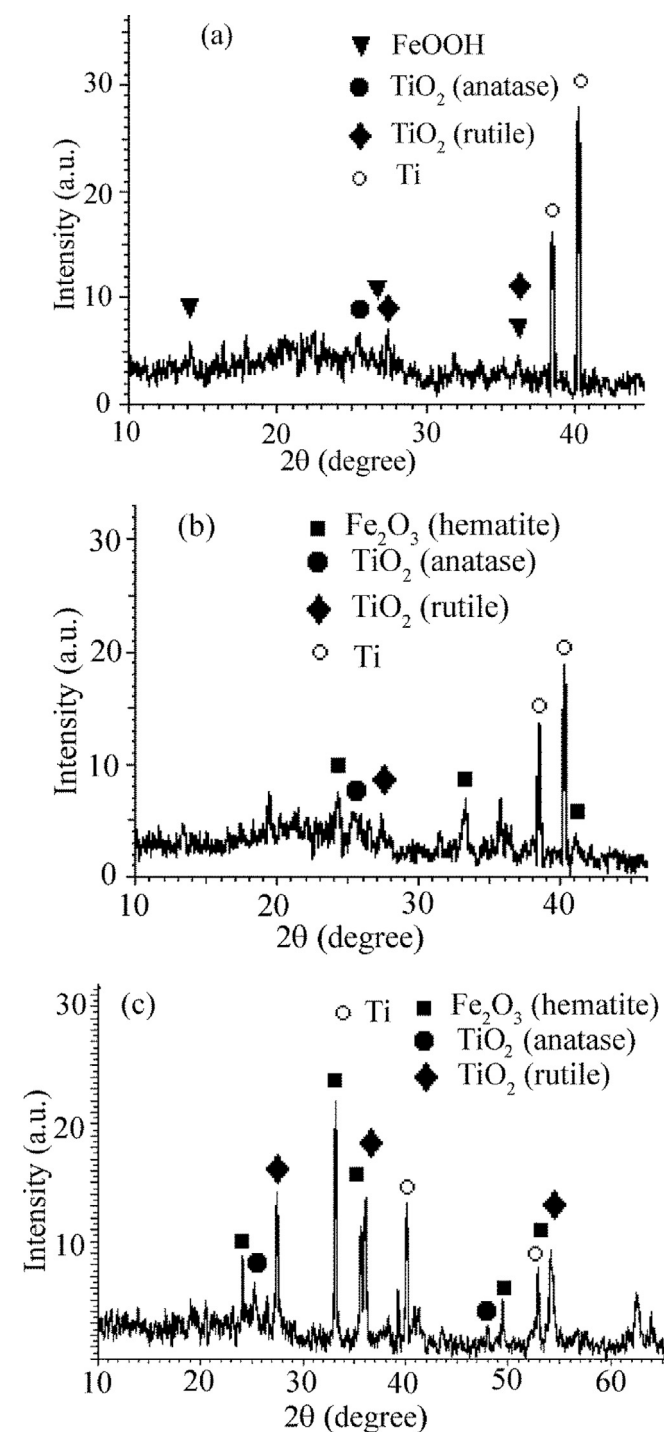 (a)
FeOOH
TiO2 (anatase)
TiO2 (rutile)
Ti
Intensity (a.u.)
30
20
10
0
10 20 30 40
2θ (degree)
(b)
Fe2O3 (hematite)
TiO2 (anatase)
TiO2 (rutile)
Ti
Intensity (a.u.)
30
20
10
0
10 20 30 40
2θ (degree)
(c)
Ti
Fe2O3 (hematite)
TiO2 (anatase)
TiO2 (rutile)
Intensity (a.u.)
30
20
10
10 20 30 40 50 60
2θ (degree)